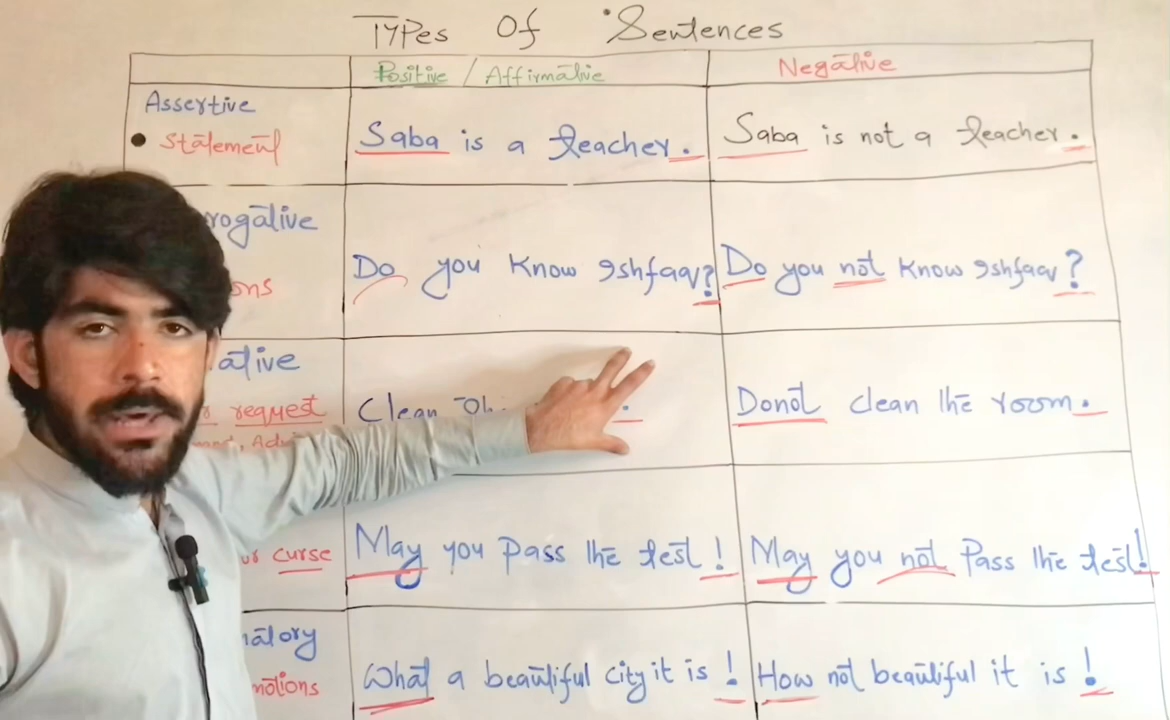 Types Of Sentences
Positive / Affirmative
Negative
Assertive
• Statement
Saba is a teacher.
Saba is not a teacher.
rogative
ons
Do you know Ishfaq?
Do you not know Ishfaq?
ative
request
Clean
.
Donot clean the room.
curse
May you Pass the test!
May you not Pass the test!
atory
motions
What a beautiful city it is!
How not beautiful it is!